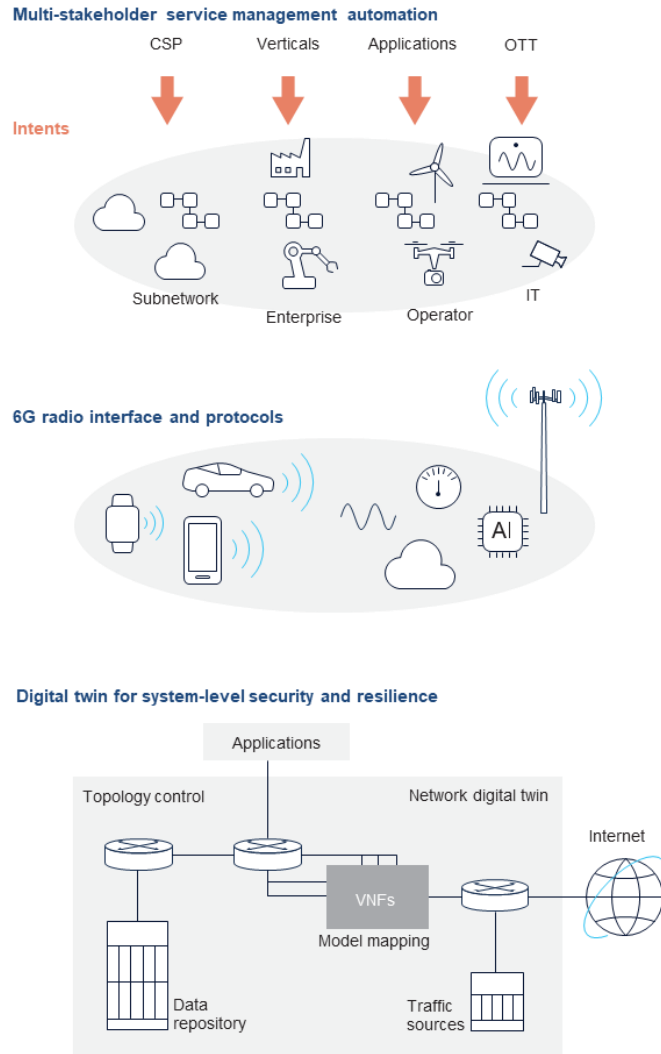 Multi-stakeholder service management automation
CSP
Verticals
Applications
OTT
Intents
Subnetwork
Enterprise
Operator
IT
6G radio interface and protocols
AI
Digital twin for system-level security and resilience
Applications
Topology control
Network digital twin
Internet
VNFs
Model mapping
Data
repository
Traffic
sources